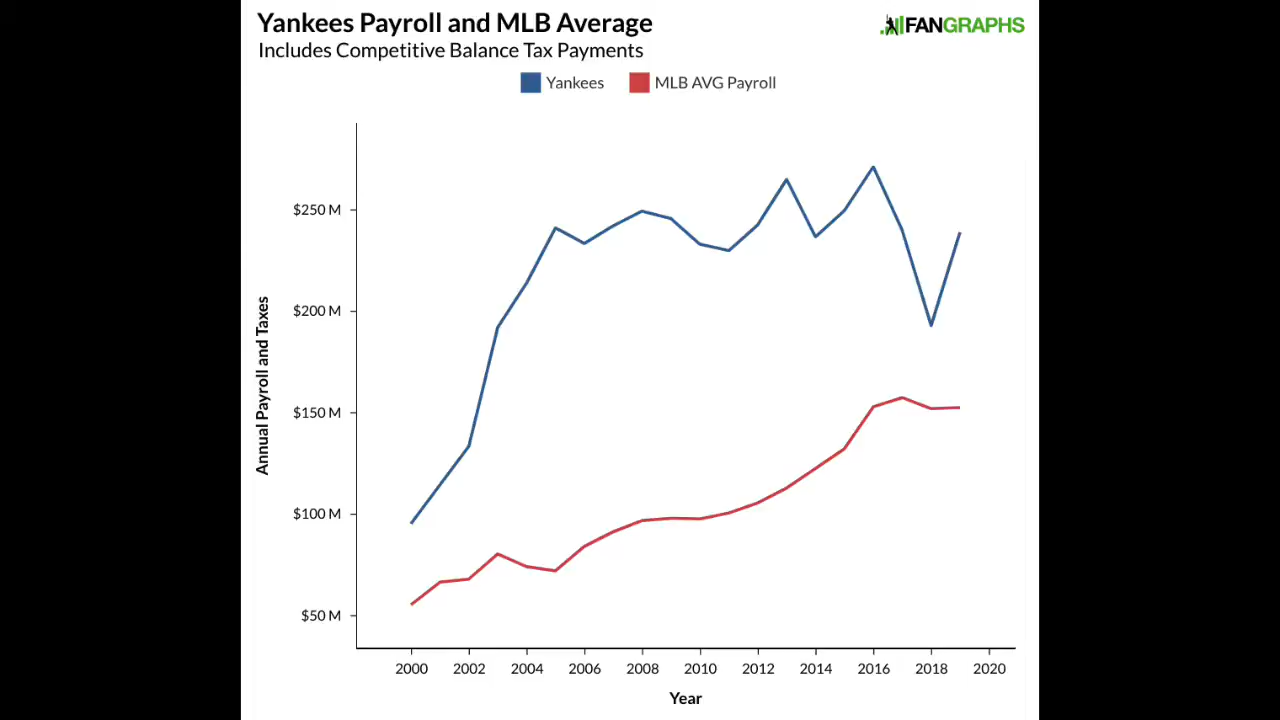 Yankees Payroll and MLB Average
FANGRAPHS
Includes Competitive Balance Tax Payments
Yankees
MLB AVG Payroll
$250 M
$200 M
$150 M
$100 M
$50 M
Annual Payroll and Taxes
2000 2002 2004 2006 2008 2010 2012 2014 2016 2018 2020
Year